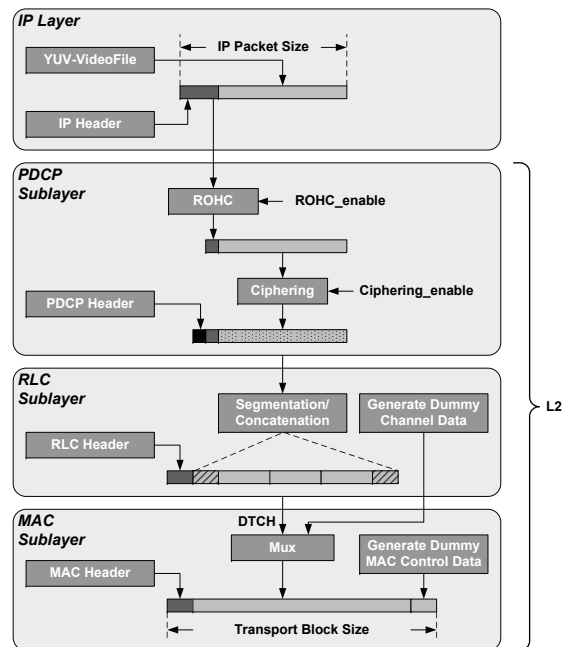 IP Layer
IP Packet Size
YUV-VideoFile
IP Header
PDCP
Sublayer
ROHC
ROHC_enable
Ciphering
Ciphering_enable
PDCP Header
RLC
Sublayer
Segmentation/
Concatenation
Generate Dummy
Channel Data
L2
RLC Header
MAC
Sublayer
DTCH
Mux
Generate Dummy
MAC Control Data
MAC Header
Transport Block Size